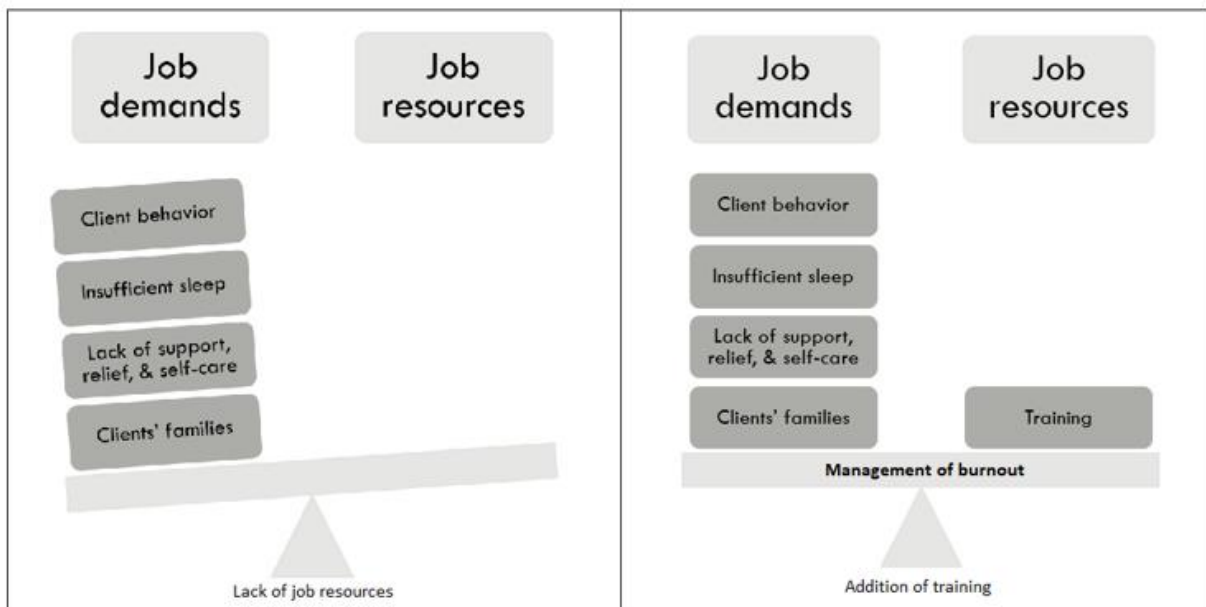 Job
demands
Job
resources
Client behavior
Insufficient sleep
Lack of support,
relief, & self-care
Clients' families
Lack of job resources
Job
demands
Job
resources
Client behavior
Insufficient sleep
Lack of support,
relief, & self-care
Clients' families
Training
Management of burnout
Addition of training